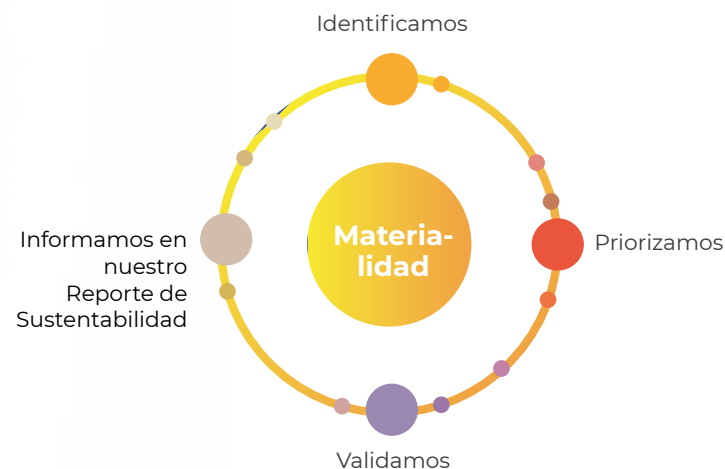 Identificamos
Materia-
lidad
Priorizamos
Informamos en
nuestro
Reporte de
Sustentabilidad
Validamos